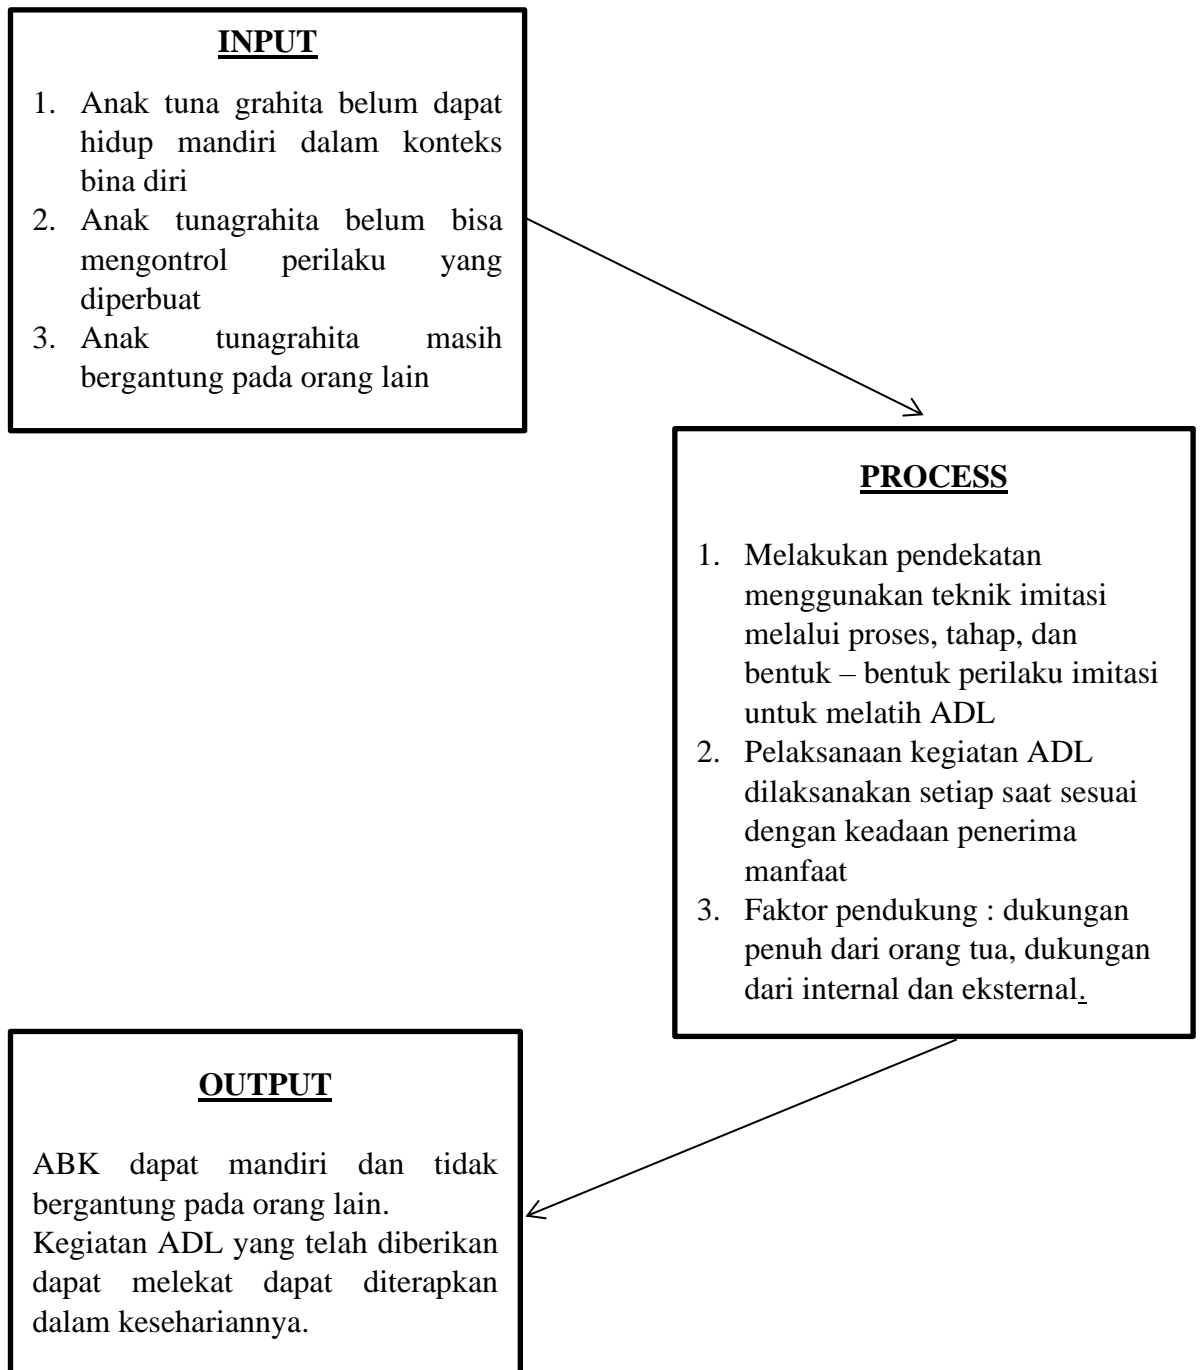 INPUT
1. Anak tuna grahita belum dapat
hidup mandiri dalam konteks
bina diri
2. Anak tunagrahita belum bisa
mengontrol perilaku yang
diperbuat
3. Anak tunagrahita masih
bergantung pada orang lain
PROCESS
1. Melakukan pendekatan
menggunakan teknik imitasi
melalui proses, tahap, dan
bentuk – bentuk perilaku imitasi
untuk melatih ADL
2. Pelaksanaan kegiatan ADL
dilaksanakan setiap saat sesuai
dengan keadaan penerima
manfaat
3. Faktor pendukung : dukungan
penuh dari orang tua, dukungan
dari internal dan eksternal.
OUTPUT
ABK dapat mandiri dan tidak
bergantung pada orang lain.
Kegiatan ADL yang telah diberikan
dapat melekat dapat diterapkan
dalam kesehariannya.